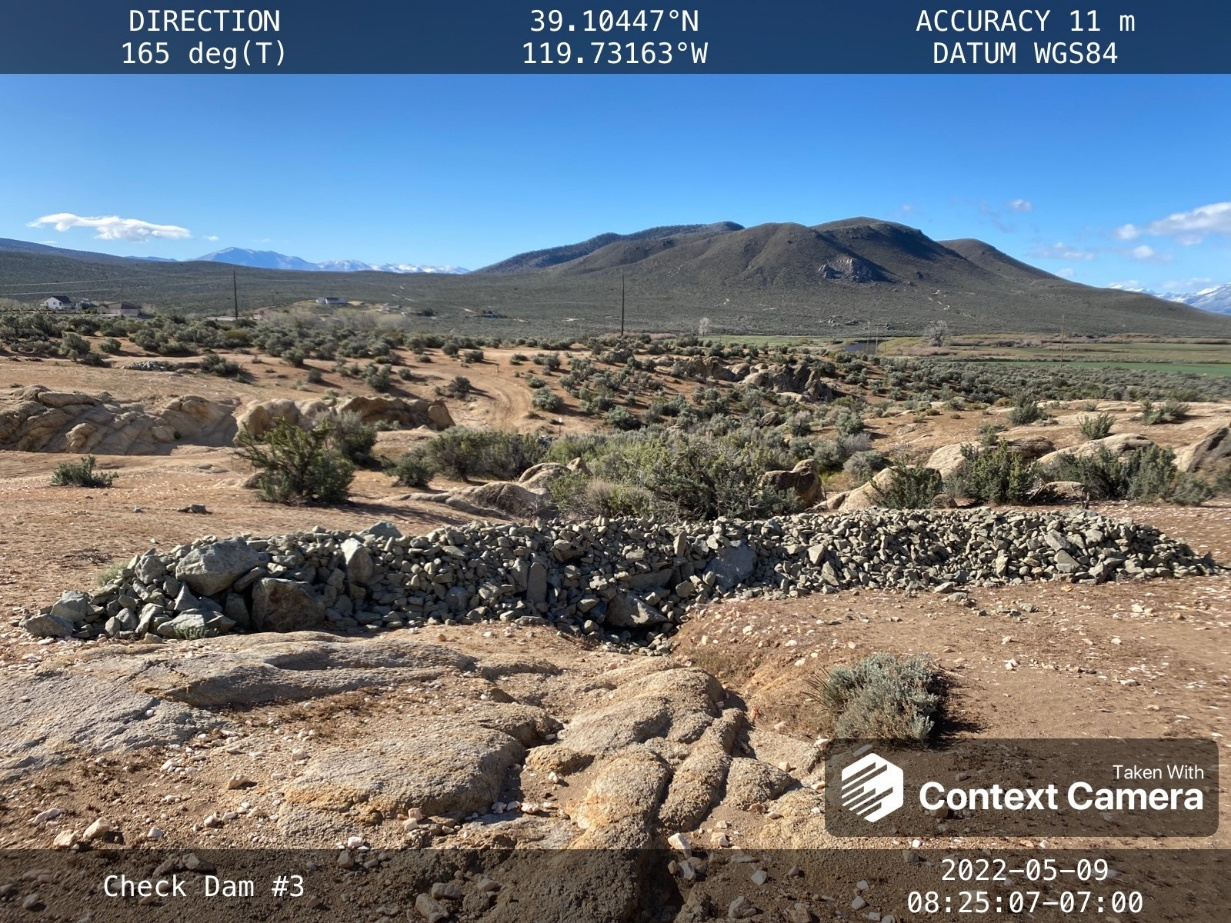 DIRECTION
165 deg(T)
39.10447°N
119.73163°W
ACCURACY 11 m
DATUM WGS84
Taken With
Context Camera
Check Dam #3
2022–05–09
08:25:07–07:00